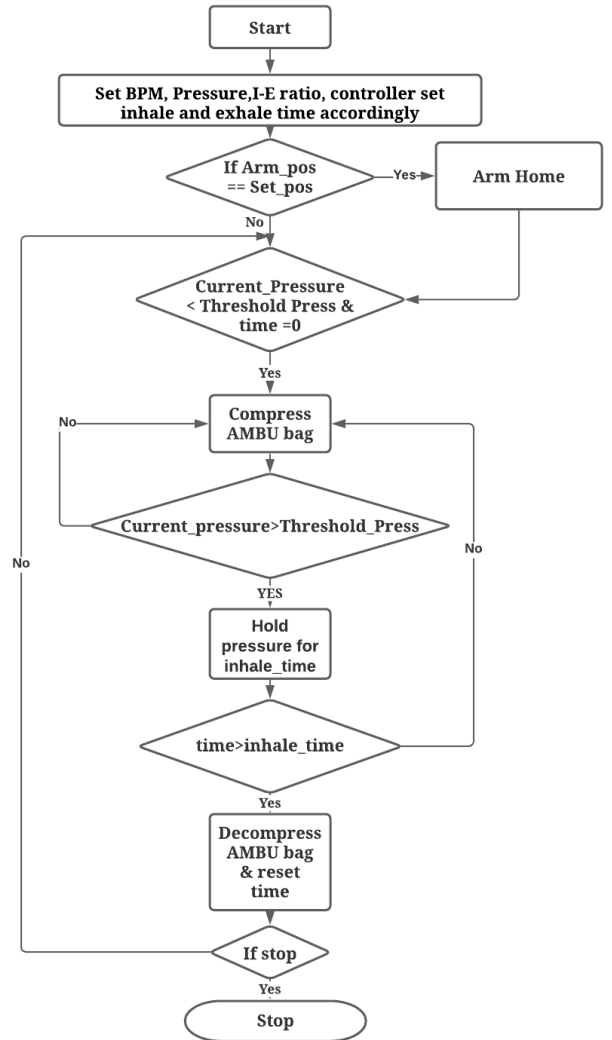 Start
Set BPM, Pressure,I-E ratio, controller set
inhale and exhale time accordingly
If Arm_pos
== Set_pos
Yes
Arm Home
No
Current_Pressure
< Threshold Press &
time =0
Yes
Compress
AMBU bag
No
Current_pressure>Threshold_Press
No
No
YES
Hold
pressure for
inhale_time
time>inhale_time
Yes
Decompress
AMBU bag
& reset
time
If stop
Yes
Stop